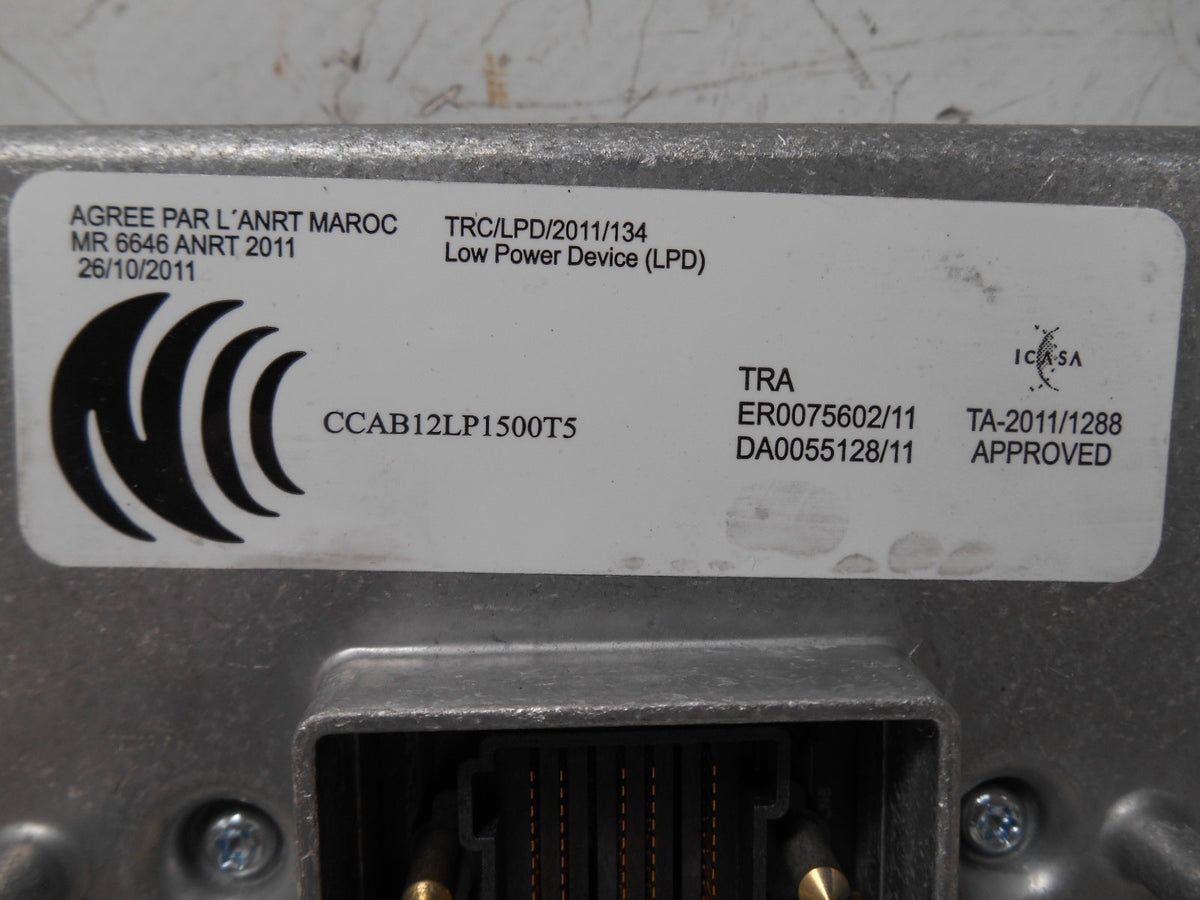 AGREE PAR L´ANRT MAROC
MR 6646 ANRT 2011
26/10/2011
TRC/LPD/2011/134
Low Power Device (LPD)
CCAB12LP1500T5
TRA
ER0075602/11
DA0055128/11
ICASA
TA-2011/1288
APPROVED